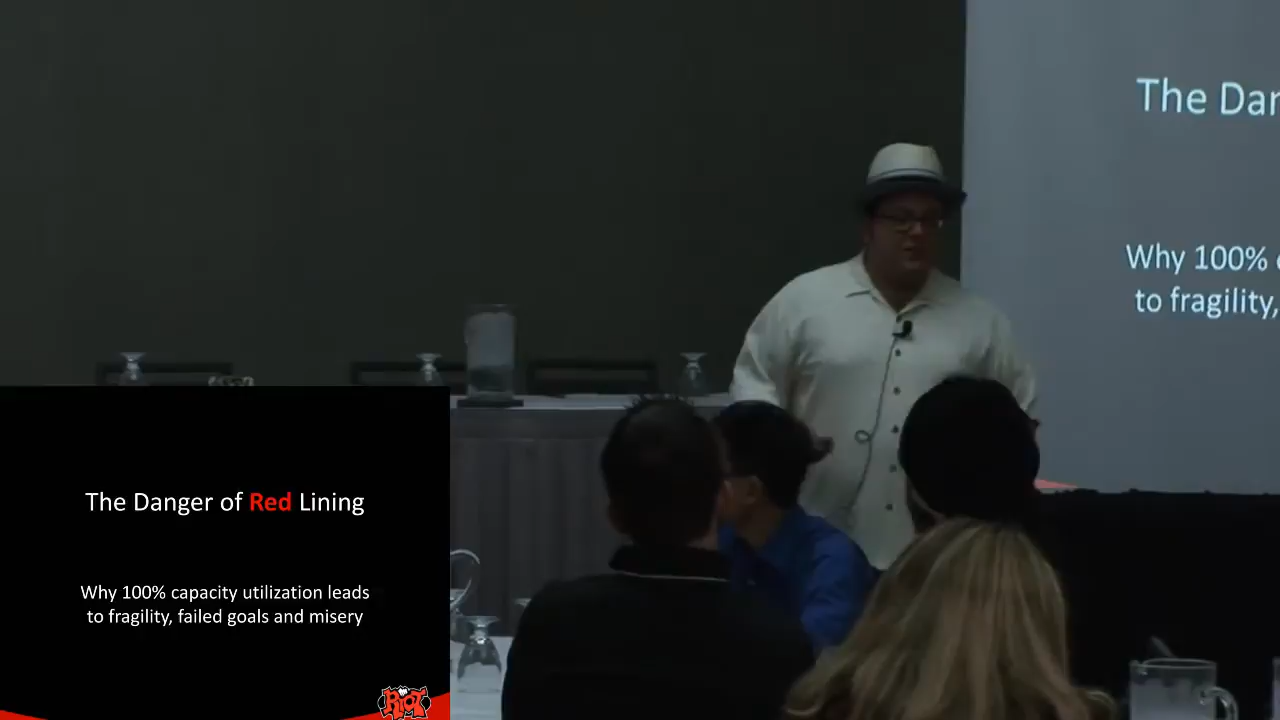 The Dar
Why 100%
to fragility,
The Danger of Red Lining
Why 100% capacity utilization leads
to fragility, failed goals and misery
RIOT